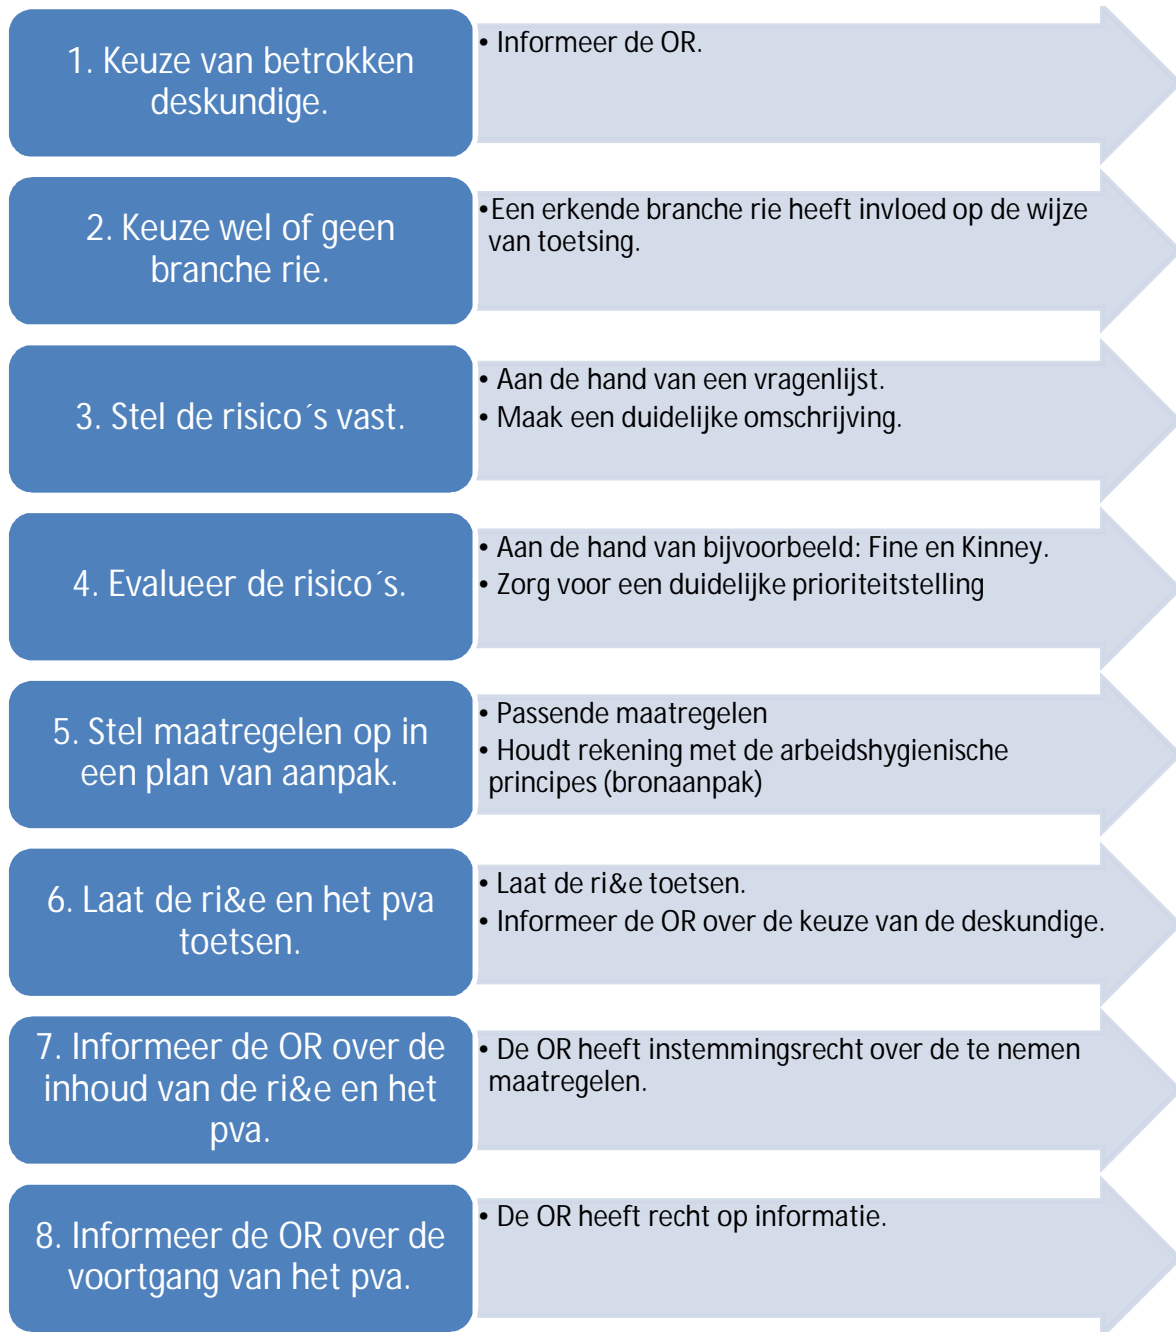 1. Keuze van betrokken
deskundige.
• Informeer de OR.
2. Keuze wel of geen
branche rie.
•Een erkende branche rie heeft invloed op de wijze
van toetsing.
3. Stel de risico´s vast.
• Aan de hand van een vragenlijst.
• Maak een duidelijke omschrijving.
4. Evalueer de risico´s.
• Aan de hand van bijvoorbeeld: Fine en Kinney.
• Zorg voor een duidelijke prioriteitstelling
5. Stel maatregelen op in
een plan van aanpak.
• Passende maatregelen
• Houdt rekening met de arbeidshygienische
principes (bronaanpak)
6. Laat de ri&e en het pva
toetsen.
• Laat de ri&e toetsen.
• Informeer de OR over de keuze van de deskundige.
7. Informeer de OR over de
inhoud van de ri&e en het
pva.
• De OR heeft instemmingsrecht over de te nemen
maatregelen.
8. Informeer de OR over de
voortgang van het pva.
• De OR heeft recht op informatie.